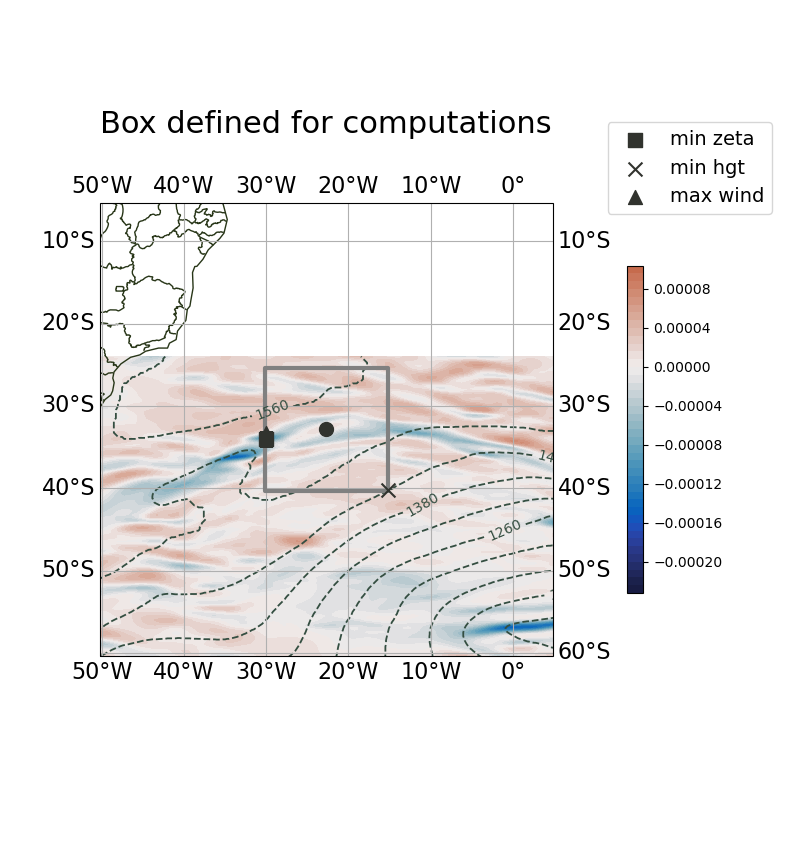 Box defined for computations
min zeta
min hgt
max wind
50°W 40°W 30°W 20°W 10°W 0°
10°S 10°S
20°S 20°S
30°S 30°S
40°S 40°S
50°S 50°S
60°S
50°W 40°W 30°W 20°W 10°W 0°
1560
14
1380
1260
0.00008
0.00004
0.00000
−0.00004
−0.00008
−0.00012
−0.00016
−0.00020